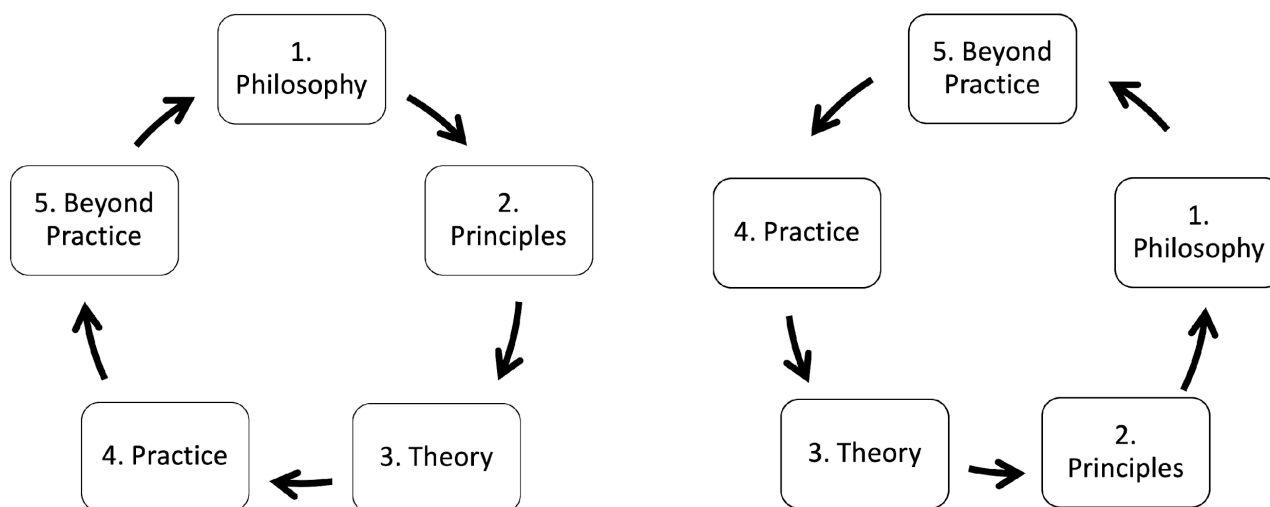 1.
Philosophy
2.
Principles
3. Theory
4. Practice
5. Beyond
Practice
5. Beyond
Practice
4. Practice
3. Theory
2.
Principles
1.
Philosophy